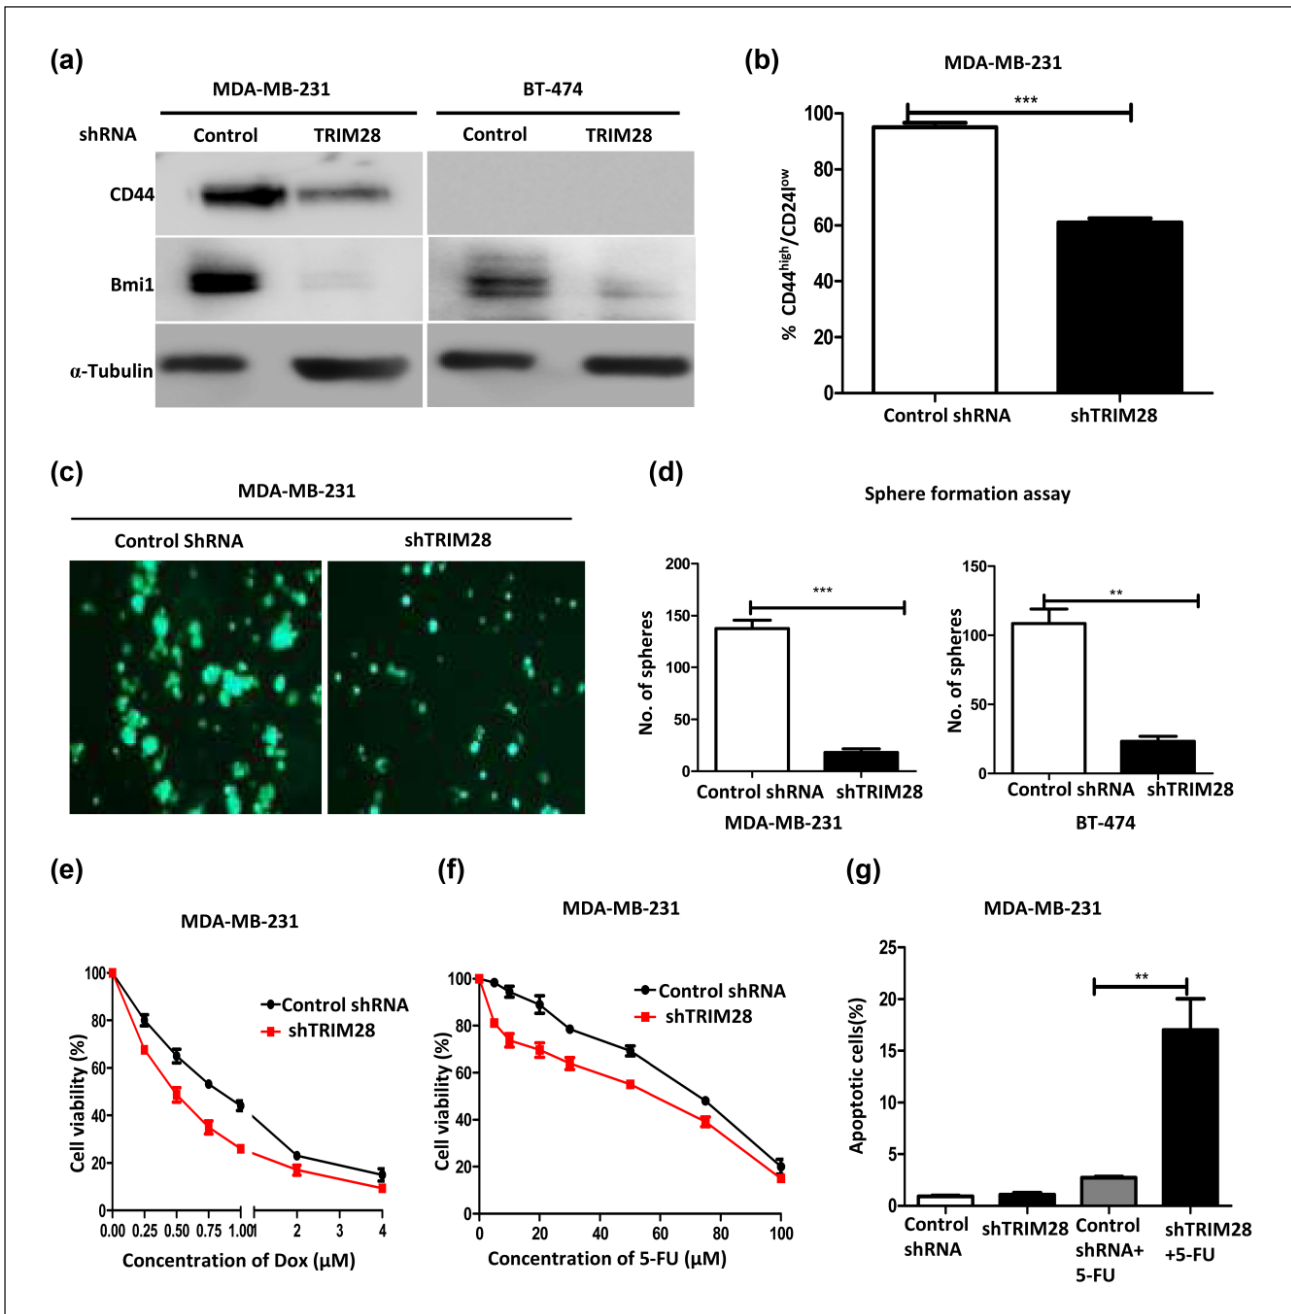 (a)
MDA-MB-231 BT-474
shRNA Control TRIM28 Control TRIM28
CD44
Bmi1
α-Tubulin
(b)
MDA-MB-231
***
100
80
60
40
20
0
% CD44high/CD24low
Control shRNA shTRIM28
(c)
MDA-MB-231
Control ShRNA shTRIM28
(d)
Sphere formation assay
200
150
100
50
0
No. of spheres
***
Control shRNA shTRIM28
MDA-MB-231
150
100
50
0
No. of spheres
**
Control shRNA shTRIM28
BT-474
(e)
MDA-MB-231
100
80
60
40
20
0
Cell viability (%)
Control shRNA
shTRIM28
0.00 0.25 0.50 0.75 1.00 1 2 3 4
Concentration of Dox (µM)
(f)
MDA-MB-231
100
80
60
40
20
0
Cell viability (%)
Control shRNA
shTRIM28
0 20 40 60 80 100
Concentration of 5-FU (µM)
(g)
MDA-MB-231
25
20
15
10
5
0
Apoptotic cells(%)
**
Control
shRNA
shTRIM28
Control
shRNA+
5-FU
shTRIM28
+5-FU